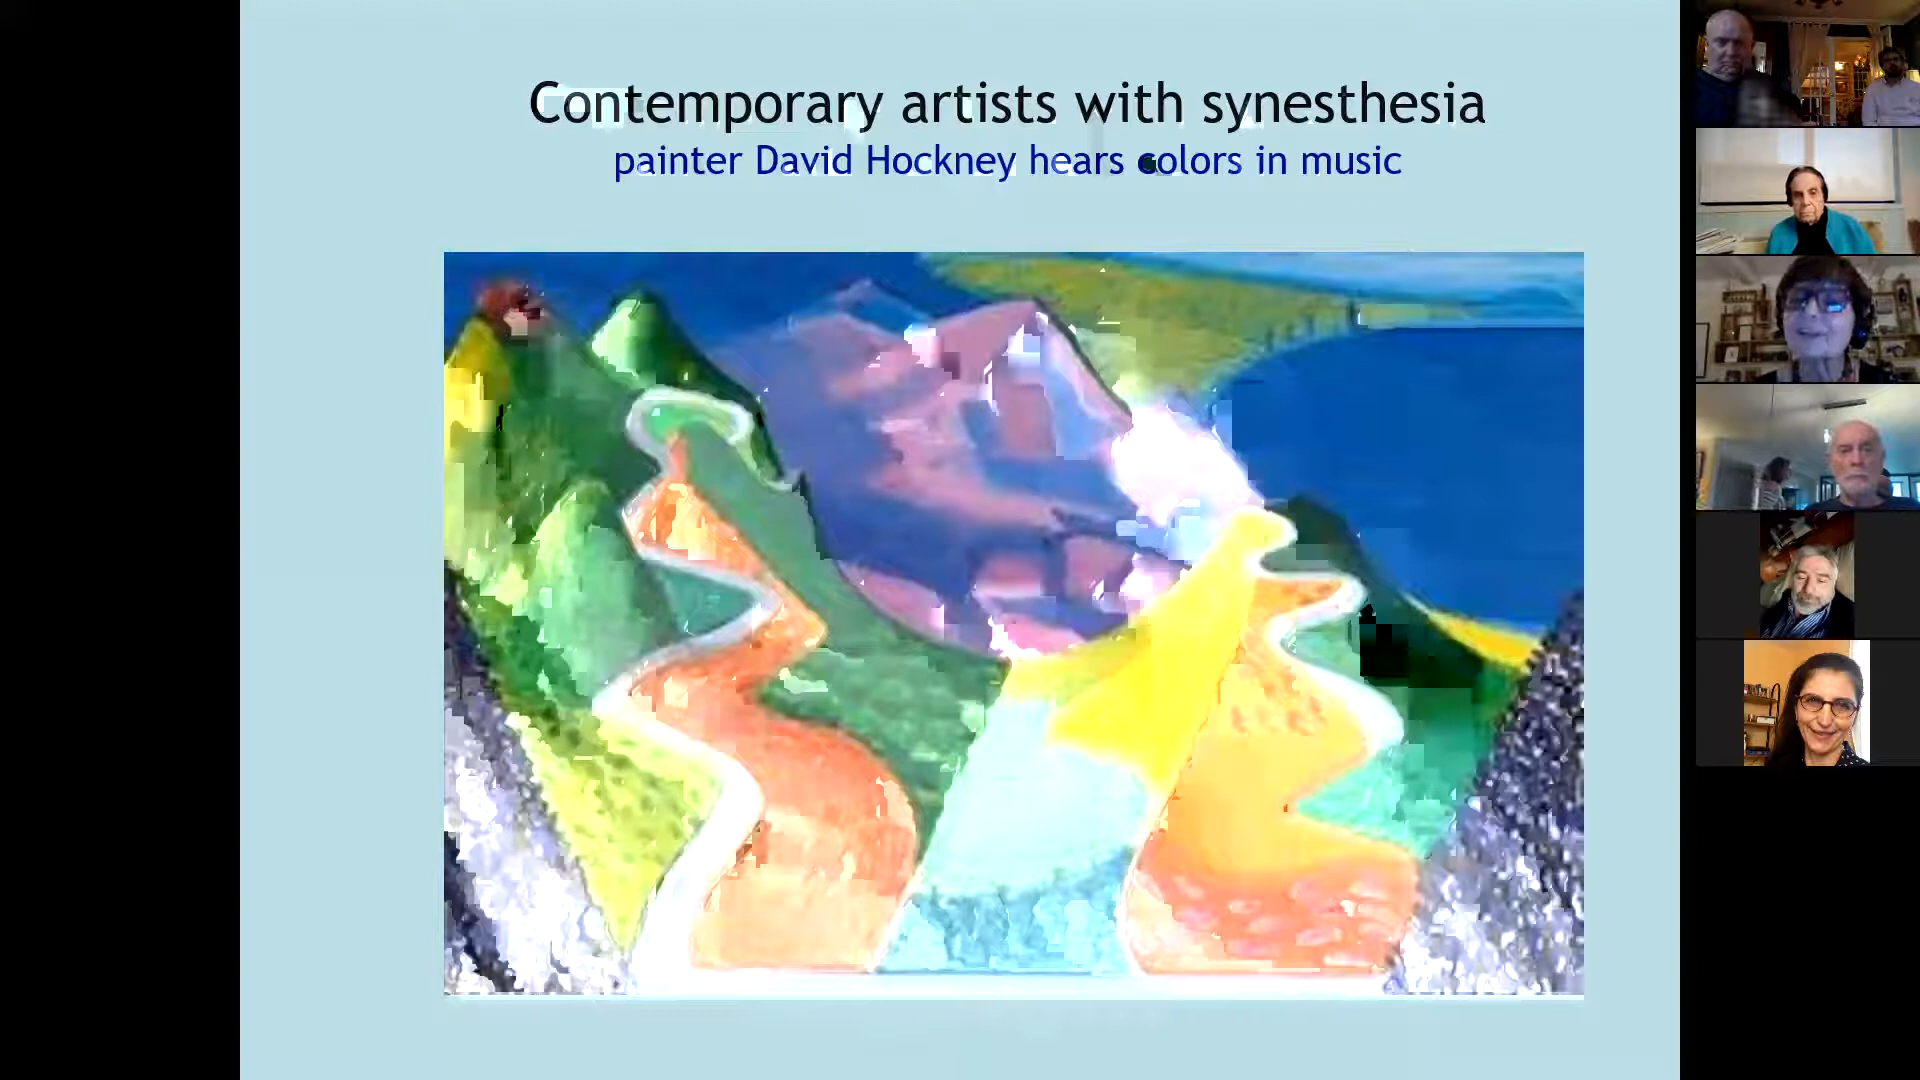 Contemporary artists with synesthesia
painter David Hockney hears colors in music